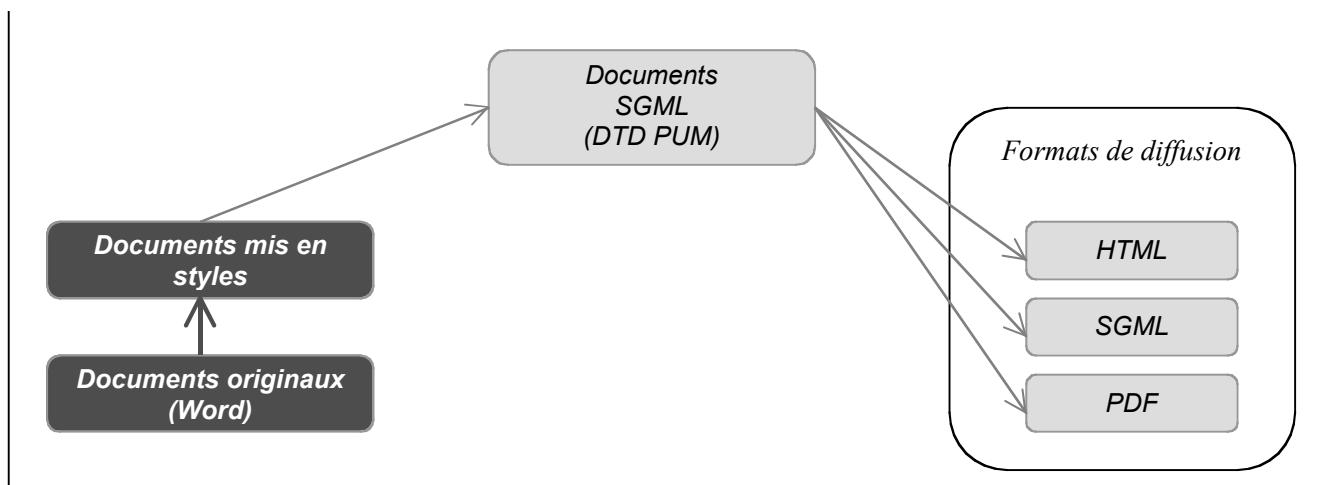 Documents
SGML
(DTD PUM)
Formats de diffusion
Documents mis en
styles
HTML
SGML
Documents originaux
(Word)
PDF